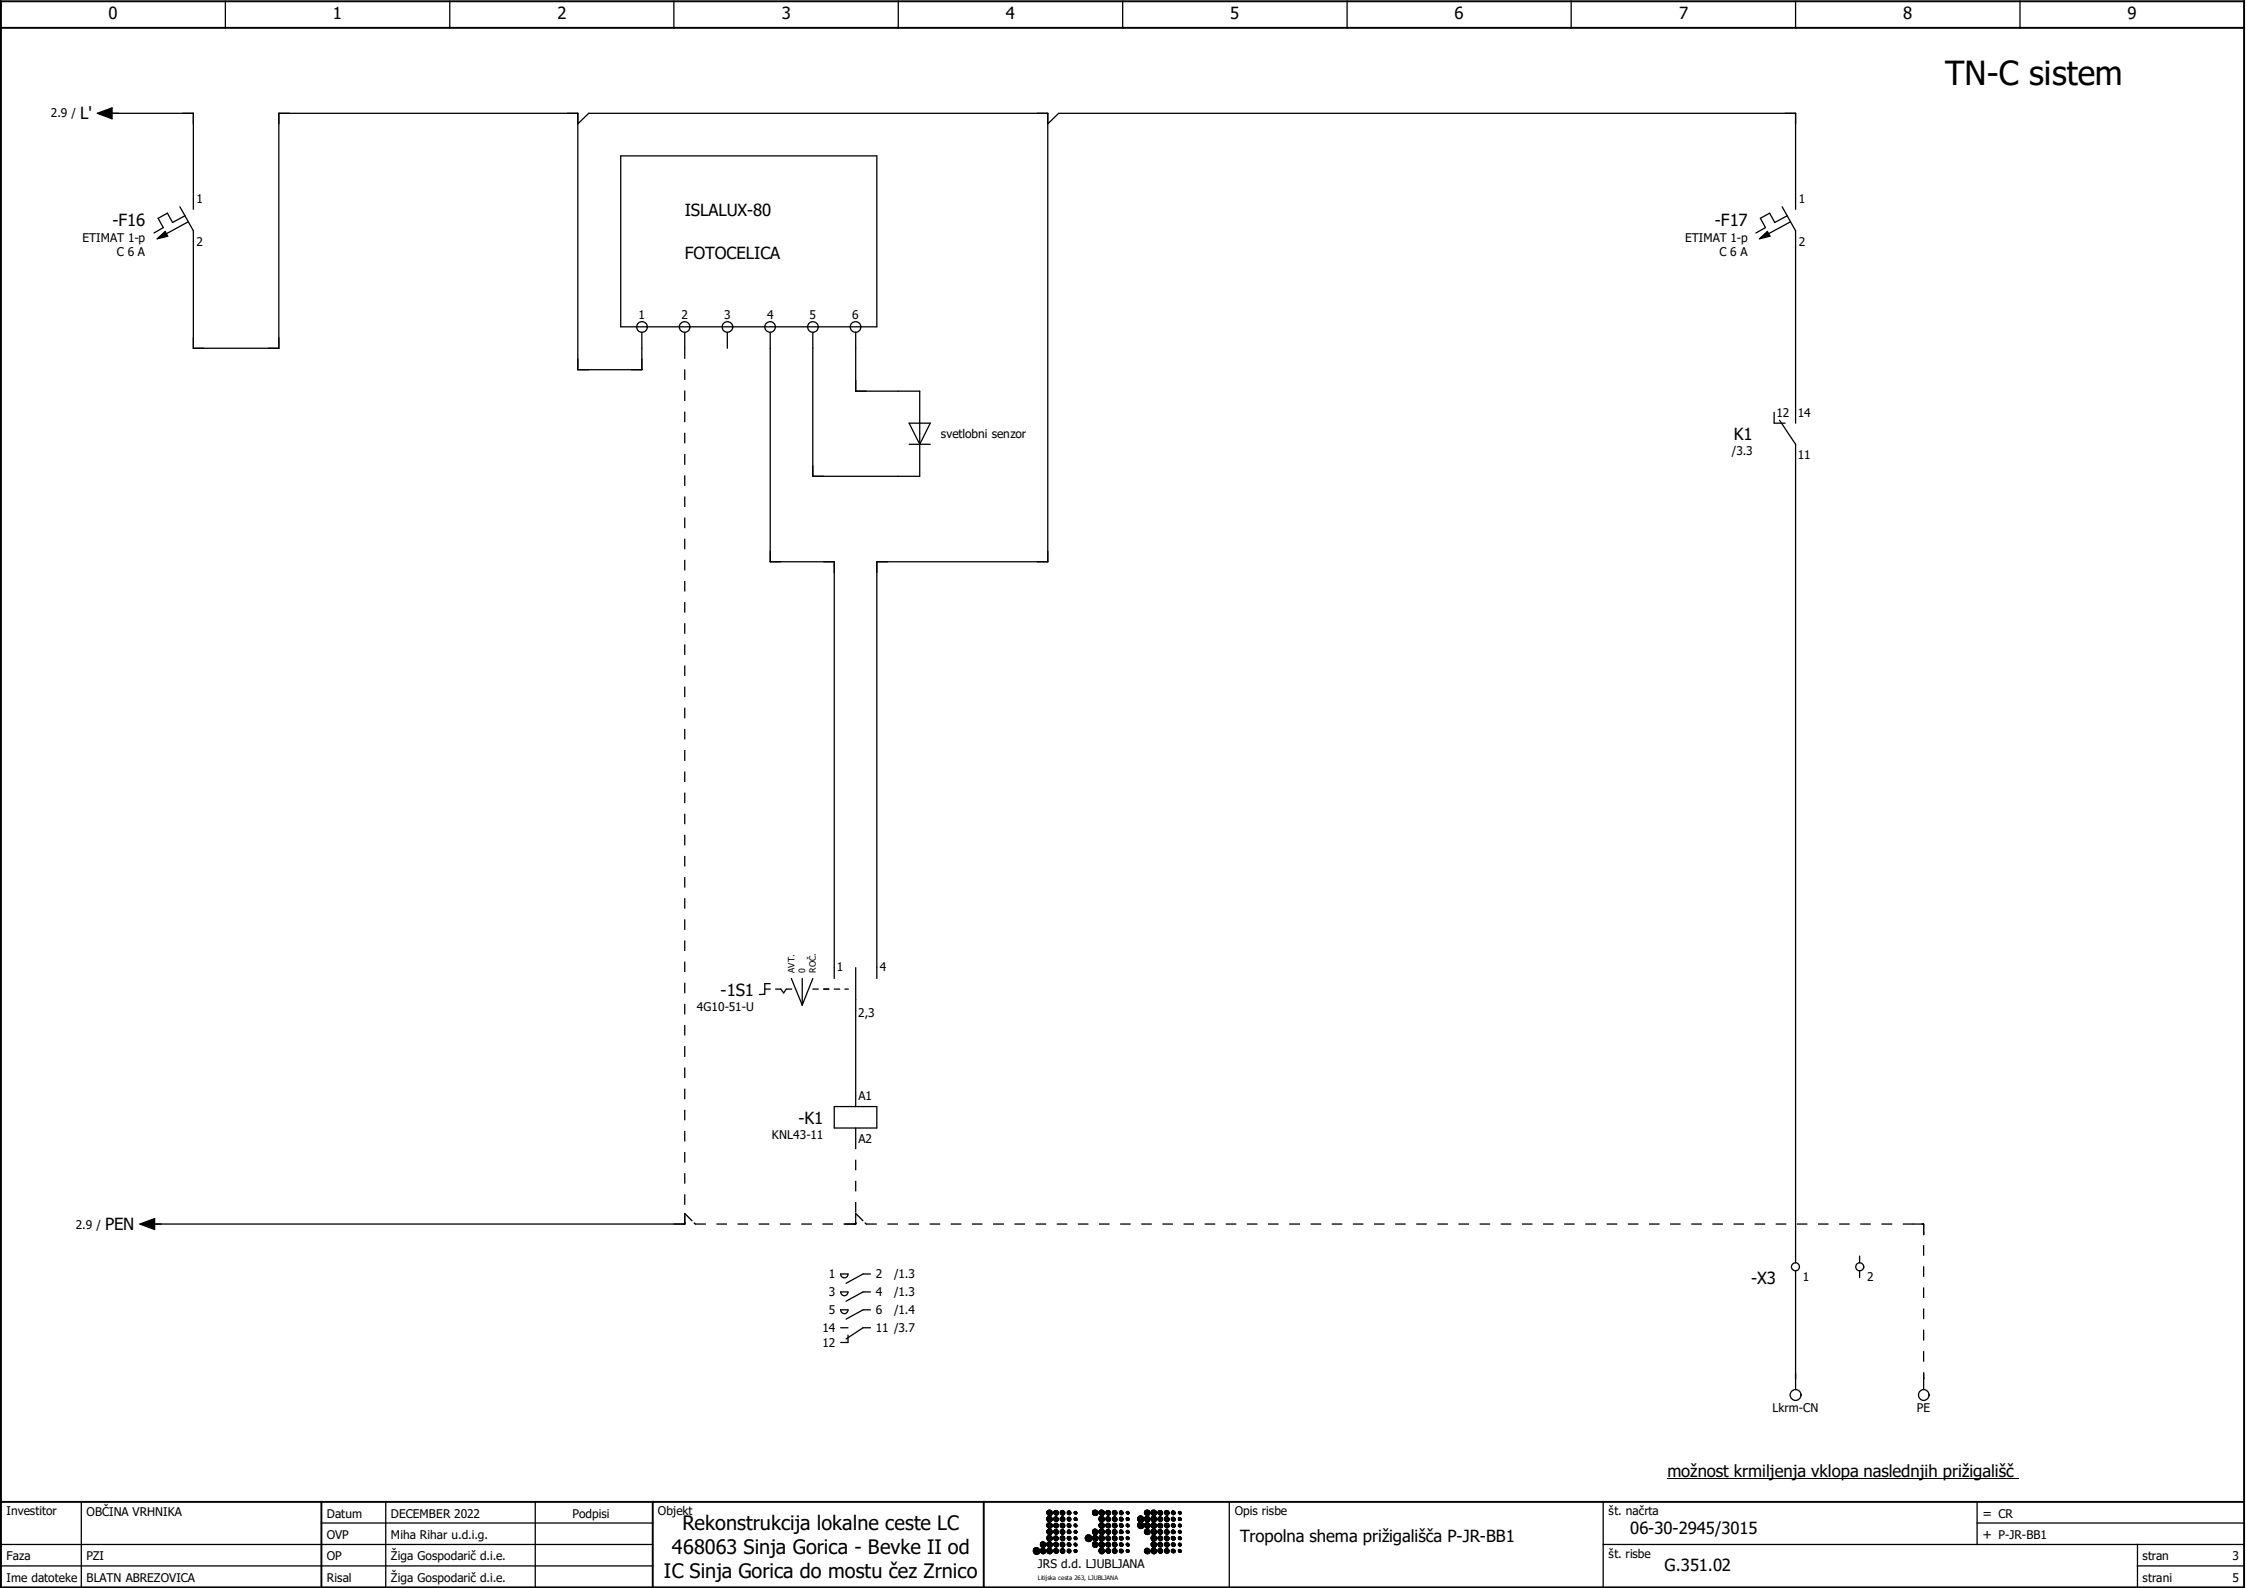 0 1 2 3 4 5 6 7 8 9
TN-C sistem
2.9 / L'
ISLALUX-80
FOTOCELICA
1 2 3 4 5 6
-F16
ETIMAT 1-p
C 6 A
1
2
-F17
ETIMAT 1-p
C 6 A
1
2
svetlobni senzor
K1
/3.3
12 14
11
AVT.
0
ROČ.
1 4
-1S1
4G10-51-U
2,3
A1
-K1
KNL43-11
A2
2.9 / PEN
1 2 /1.3
3 4 /1.3
5 6 /1.4
14 11 /3.7
12
-X3
1 2
Lkrm-CN
PE
možnost krmiljenja vklopa naslednjih prižigališč
Investitor OBČINA VRHNIKA
Faza PZI
Ime datoteke BLATN ABREZOVICA
Datum DECEMBER 2022 Podpisi
OVP Miha Rihar u.d.i.g.
OP Žiga Gospodarič d.i.e.
Risal Žiga Gospodarič d.i.e.
Objekt
Rekonstrukcija lokalne ceste LC
468063 Sinja Gorica - Bevke II od
IC Sinja Gorica do mostu čez Zrnico
JRS
JRS d.d. LJUBLJANA
Litijska cesta 263, LJUBLJANA
Opis risbe
Tropolna shema prižigališča P-JR-BB1
št. načrta
06-30-2945/3015
št. risbe
G.351.02
= CR
+ P-JR-BB1
stran 3
strani 5